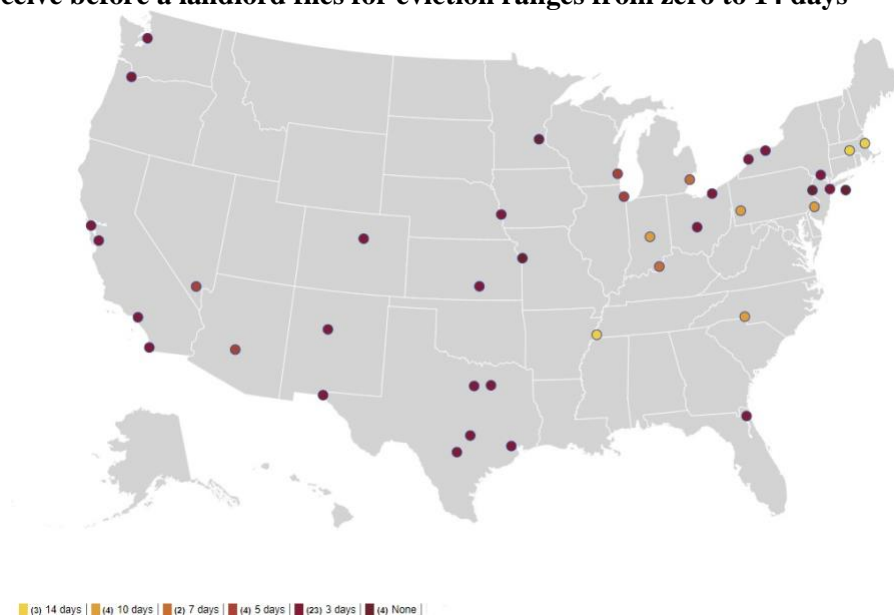 ceive before a landlord files for eviction ranges from zero to 14 days
(3) 14 days | (4) 10 days | (2) 7 days | (4) 5 days | (23) 3 days | (4) None |